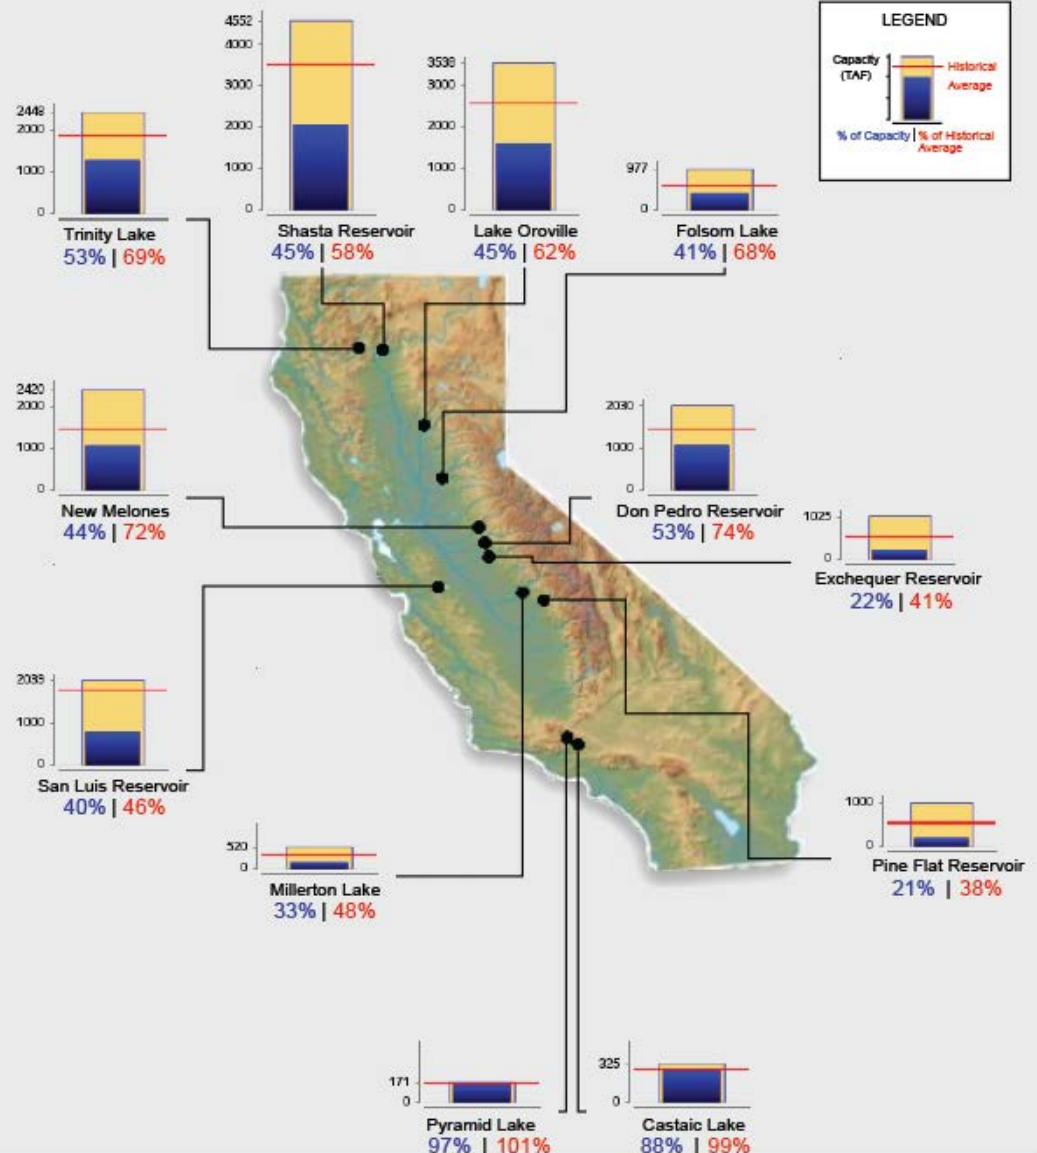 4552
4000
3000
2000
1000
0
Shasta Reservoir
45% | 58%
3538
3000
2000
1000
0
Lake Oroville
45% | 62%
LEGEND
Capacity
(TAF)
Historical
Average
% of Capacity | % of Historical
Average
2448
2000
1000
0
Trinity Lake
53% | 69%
977
0
Folsom Lake
41% | 68%
2420
2000
1000
0
New Melones
44% | 72%
2030
1000
0
Don Pedro Reservoir
53% | 74%
1025
0
Exchequer Reservoir
22% | 41%
2039
1000
0
San Luis Reservoir
40% | 46%
520
0
Millerton Lake
33% | 48%
1000
0
Pine Flat Reservoir
21% | 38%
171
0
Pyramid Lake
97% | 101%
325
0
Castaic Lake
88% | 99%